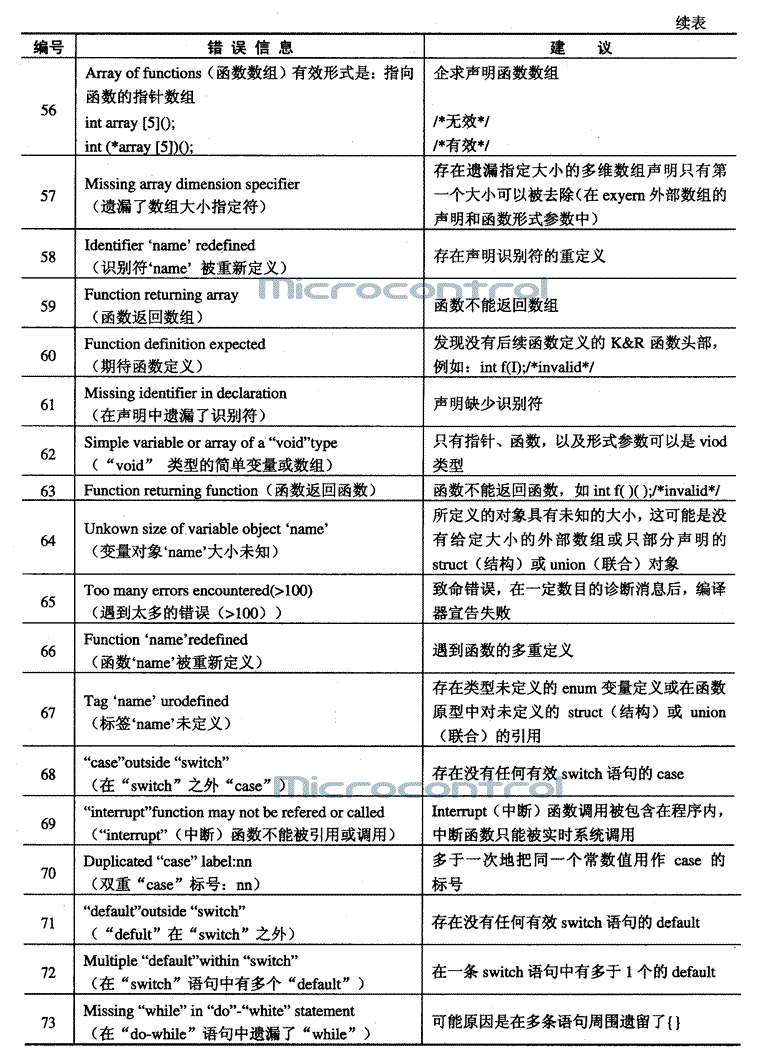 续表
编号 错 误 信 息 建 议
56
Array of functions（函数数组）有效形式是：指向
函数的指针数组
int array [5]();
int (*array [5])();
企求声明函数数组
/*无效*/
/*有效*/
57
Missing array dimension specifier
（遗漏了数组大小指定符）
存在遗漏指定大小的多维数组声明只有第
一个大小可以被去除（在 exyern 外部数组的
声明和函数形式参数中）
58
Identifier ‘name’ redefined
（识别符‘name’ 被重新定义）
存在声明识别符的重定义
Microcontrol
59
Function returning array
（函数返回数组）
函数不能返回数组
60
Function definition expected
（期待函数定义）
发现没有后续函数定义的 K&R 函数头部，
例如：int f(I);/*invalid*/
61
Missing identifier in declaration
（在声明中遗漏了识别符）
声明缺少识别符
62
Simple variable or array of a “void”type
（“void” 类型的简单变量或数组）
只有指针、函数，以及形式参数可以是 viod
类型
63
Function returning function（函数返回函数）
函数不能返回函数，如 int f( )( );/*invalid*/
64
Unkown size of variable object ‘name’
（变量对象‘name’大小未知）
所定义的对象具有未知的大小，这可能是没
有给定大小的外部数组或只部分声明的
struct（结构）或 union（联合）对象
65
Too many errors encountered(>100)
（遇到太多的错误（>100））
致命错误，在一定数目的诊断消息后，编译
器宣告失败
66
Function ‘name’redefined
（函数‘name’被重新定义）
遇到函数的多重定义
67
Tag ‘name’ urodefined
（标签‘name’未定义）
存在类型未定义的 enum 变量定义或在函数
原型中对未定义的 struct（结构）或 union
（联合）的引用
68
“case”outside “switch”
（在“switch”之外“case”）
存在没有任何有效 switch 语句的 case
Microcontrol
69
“interrupt”function may not be refered or called
（“interrupt”（中断）函数不能被引用或调用）
Interrupt（中断）函数调用被包含在程序内，
中断函数只能被实时系统调用
70
Duplicated “case” label:nn
（双重“case”标号：nn）
多于一次地把同一个常数值用作 case 的
标号
71
“default”outside “switch”
（“defult”在“switch”之外）
存在没有任何有效 switch 语句的 default
72
Multiple “default”within “switch”
（在“switch”语句中有多个“default”）
在一条 switch 语句中有多于 1 个的 default
73
Missing “while” in “do”-“white” statement
（在“do-while”语句中遗漏了“while”）
可能原因是在多条语句周围遗留了{ }